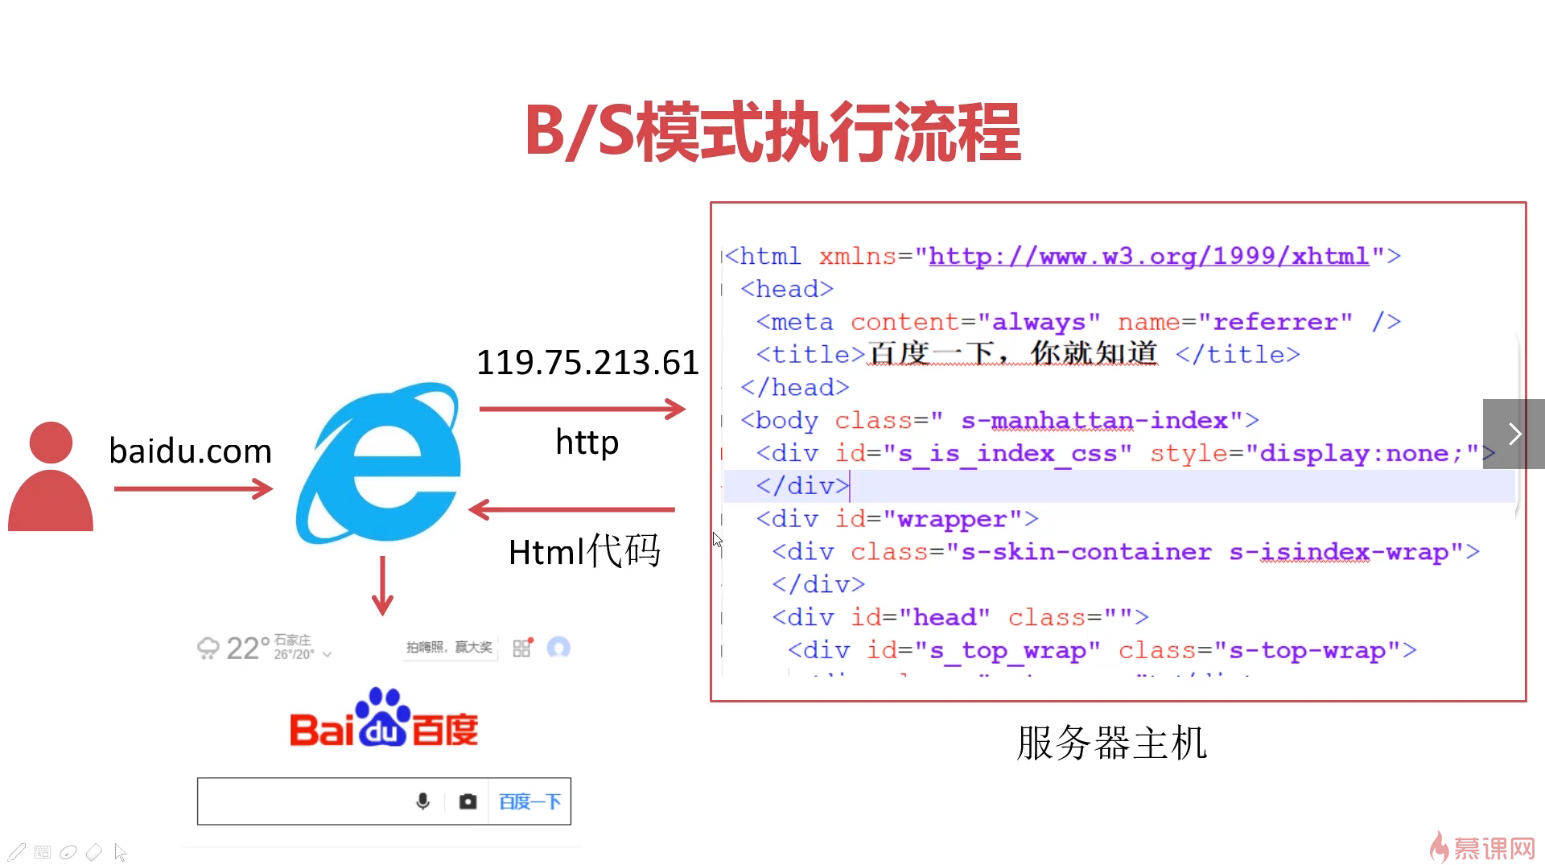 B/S模式执行流程
baidu.com
119.75.213.61
http
Html代码
<html xmlns="http://www.w3.org/1999/xhtml">
<head>
<meta content="always" name="referrer" />
<title>百度一下，你就知道 </title>
</head>
<body class=" s-manhattan-index">
<div id="s_is_index_css" style="display:none;">
</div>
<div id="wrapper">
<div class="s-skin-container s-isindex-wrap">
</div>
<div id="head" class="">
<div id="s_top_wrap" class="s-top-wrap">
服务器主机
22° 石家庄
26°/20°
拍嗨照，赢大奖
Bai du 百度
百度一下
慕课网